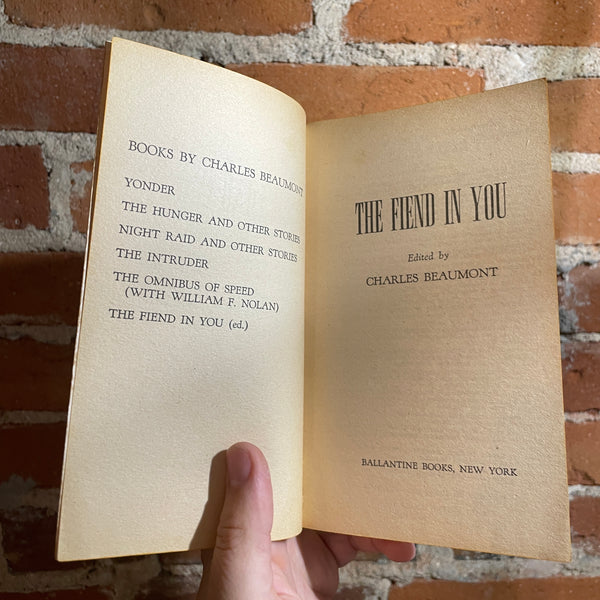 BOOKS BY CHARLES BEAUMONT
YONDER
THE HUNGER AND OTHER STORIES
NIGHT RAID AND OTHER STORIES
THE INTRUDER
THE OMNIBUS OF SPEED
(WITH WILLIAM F. NOLAN)
THE FIEND IN YOU (ed.)
THE FIEND IN YOU
Edited by
CHARLES BEAUMONT
BALLANTINE BOOKS, NEW YORK